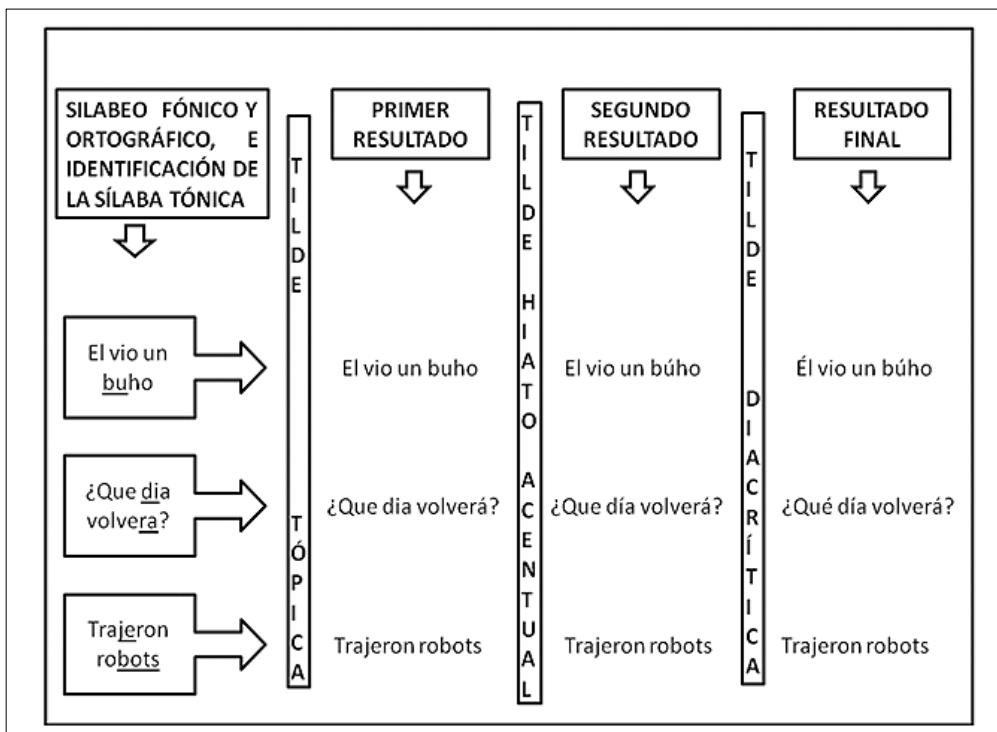 SILABEO FÓNICO Y
ORTOGRÁFICO, E
IDENTIFICACIÓN DE
LA SÍLABA TÓNICA
TILDE TÓPICA
PRIMER
RESULTADO
TILDE HIATO ACENTUAL
SEGUNDO
RESULTADO
TILDE DIACRÍTICA
RESULTADO
FINAL
El vio un
buho
El vio un buho
El vio un búho
Él vio un búho
¿Que dia
volvera?
¿Que dia volverá?
¿Que día volverá?
¿Qué día volverá?
Trajeron
robots
Trajeron robots
Trajeron robots
Trajeron robots